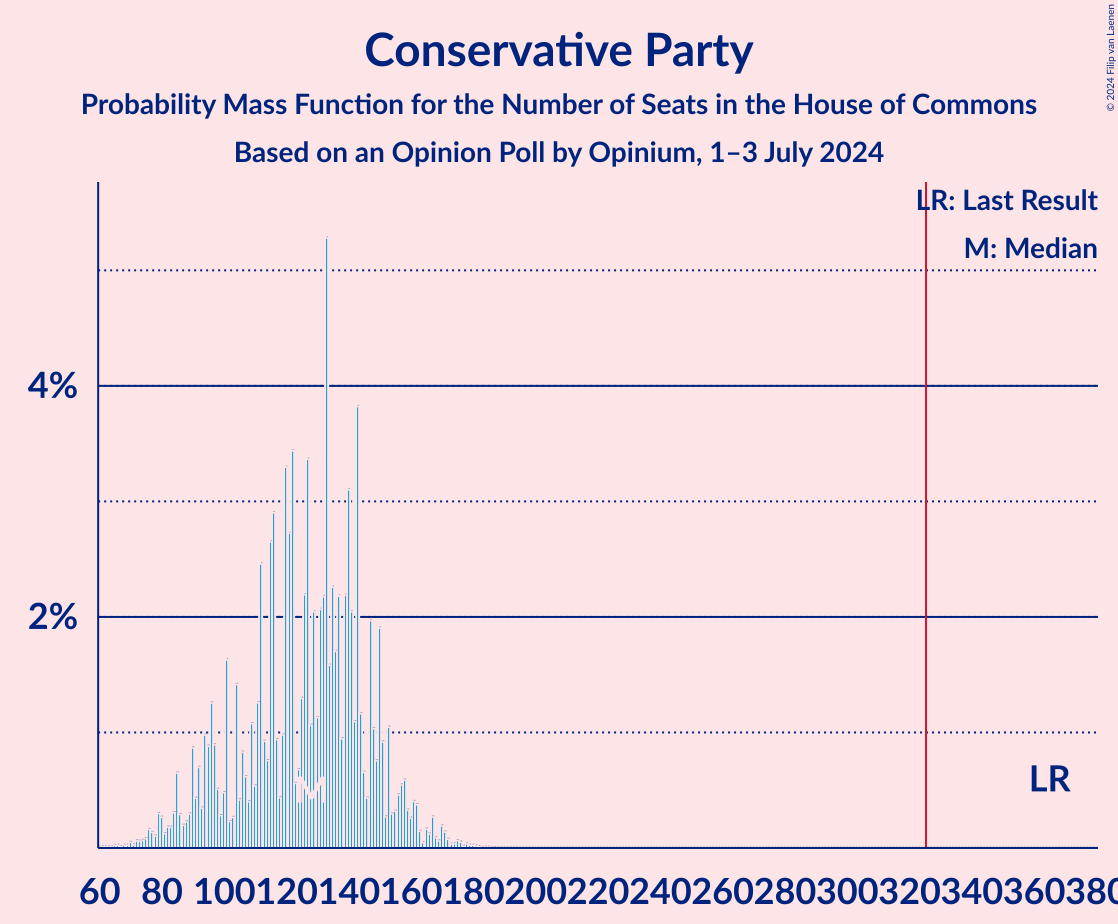 Conservative Party
Probability Mass Function for the Number of Seats in the House of Commons
Based on an Opinion Poll by Opinium, 1–3 July 2024
© 2024 Filip van Laenen
LR: Last Result
M: Median
4%
2%
M
LR
60 80 100 120 140 160 180 200 220 240 260 280 300 320 340 360 380